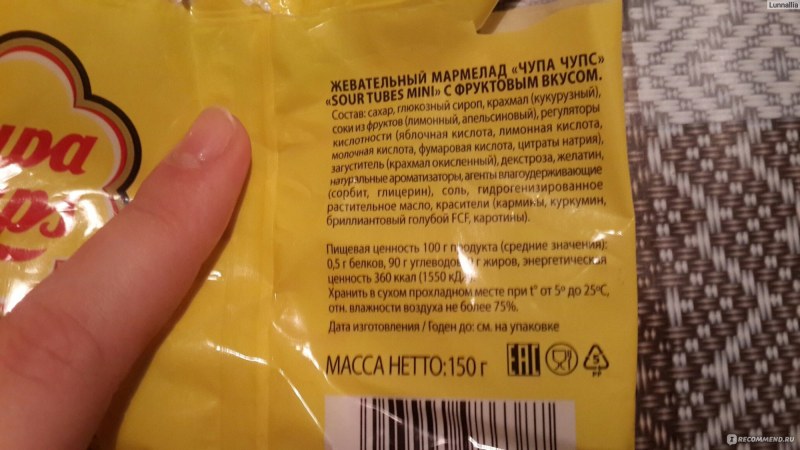 Lunnallia
upa
ups
ЖЕВАТЕЛЬНЫЙ МАРМЕЛАД «ЧУПА ЧУПС»
«SOUR TUBES MINI» С ФРУКТОВЫМ ВКУСОМ.
Состав: сахар, глюкозный сироп, крахмал (кукурузный),
соки из фруктов (лимонный, апельсиновый), регуляторы
кислотности (яблочная кислота, лимонная кислота,
молочная кислота, фумаровая кислота, цитраты натрия),
загуститель (крахмал окисленный), декстроза, желатин,
натуральные ароматизаторы, агенты влагоудерживающие
(сорбит, глицерин), соль, гидрогенизированное
растительное масло, красители (кармины, куркумин,
бриллиантовый голубой FCF, каротины).
Пищевая ценность 100 г продукта (средние значения):
0,5 г белков, 90 г углеводов, г жиров, энергетическая
ценность 360 ккал (1550 кДж).
Хранить в сухом прохладном месте при t° от 5° до 25°С,
отн. влажности воздуха не более 75%.
Дата изготовления / Годен до: см. на упаковке
МАССА НЕТТО: 150 г
EAC
5
PP
RECOMMEND.RU